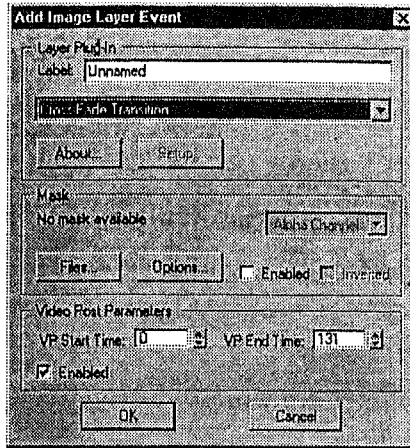 Add Image Layer Event
Layer Plug-In
Label: Unnamed
Cross Fade Transition
About... Setup
Mask
No mask available Alpha Channel
Files... Options... Enabled Inverted
Video Post Parameters
VP Start Time: 0 VP End Time: 131
Enabled
OK Cancel